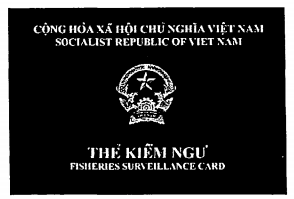 CỘNG HÒA XÃ HỘI CHỦ NGHĨA VIỆT NAM
SOCIALIST REPUBLIC OF VIET NAM
THẺ KIỂM NGƯ
FISHERIES SURVEILLANCE CARD